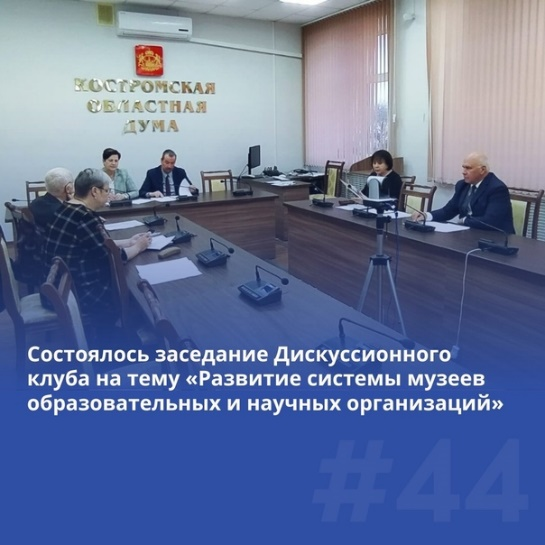 КОСТРОМСКАЯ
ОБЛАСТНАЯ
ДУМА
Состоялось заседание Дискуссионного
клуба на тему «Развитие системы музеев
образовательных и научных организаций»
#44